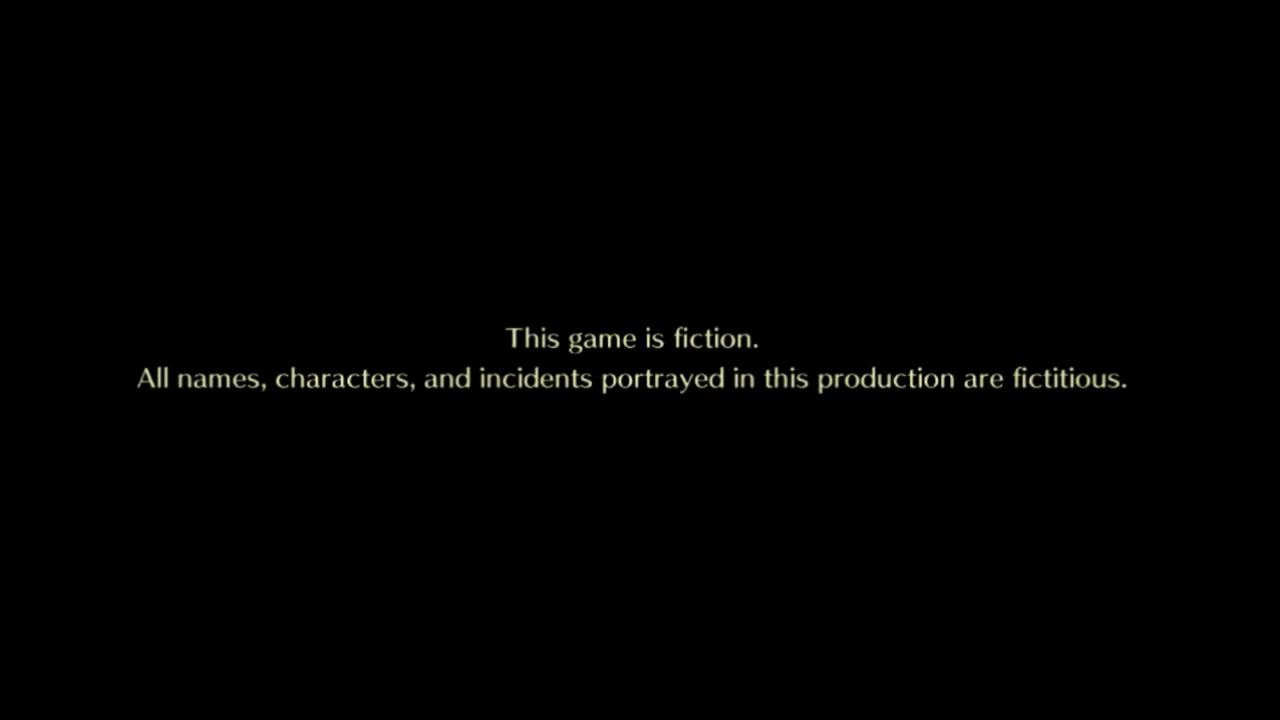 This game is fiction.
All names, characters, and incidents portrayed in this production are fictitious.